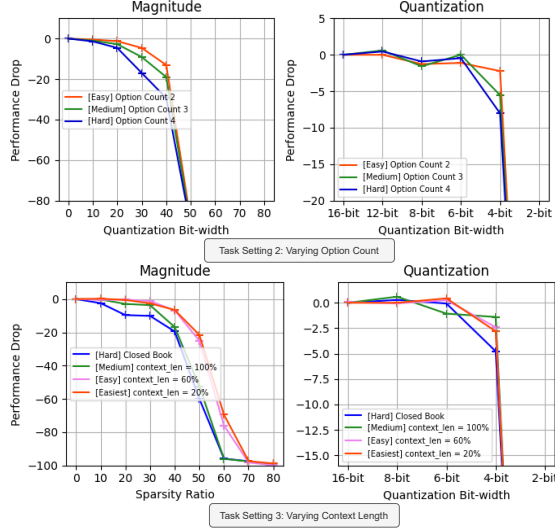 Magnitude
Performance Drop
0
−20
−40
−60
−80
[Easy] Option Count 2
[Medium] Option Count 3
[Hard] Option Count 4
0 10 20 30 40 50 60 70 80
Quantization Bit-width
Quantization
Performance Drop
5
0
−5
−10
−15
−20
[Easy] Option Count 2
[Medium] Option Count 3
[Hard] Option Count 4
16-bit 12-bit 8-bit 6-bit 4-bit 2-bit
Quantization Bit-width
Task Setting 2: Varying Option Count
Magnitude
Performance Drop
0
−20
−40
−60
−80
−100
[Hard] Closed Book
[Medium] context_len = 100%
[Easy] context_len = 60%
[Easiest] context_len = 20%
0 10 20 30 40 50 60 70 80
Sparsity Ratio
Quantization
Performance Drop
0.0
−2.5
−5.0
−7.5
−10.0
−12.5
−15.0
[Hard] Closed Book
[Medium] context_len = 100%
[Easy] context_len = 60%
[Easiest] context_len = 20%
16-bit 8-bit 6-bit 4-bit 2-bit
Quantization Bit-width
Task Setting 3: Varying Context Length